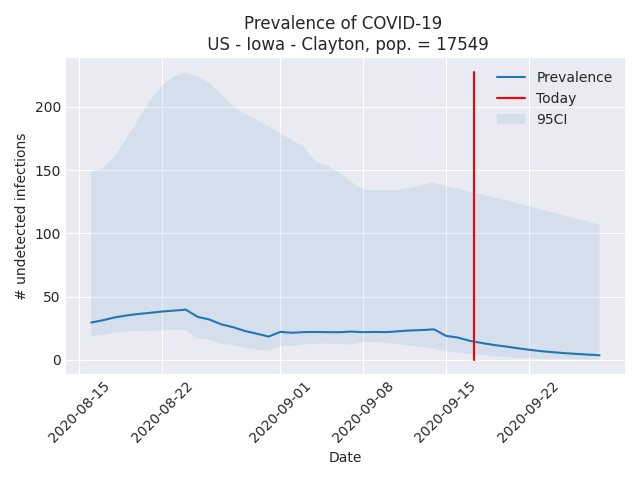 Prevalence of COVID-19
US - Iowa - Clayton, pop. = 17549
Prevalence
Today
95CI
200
150
100
50
0
# undetected infections
2020-08-15
2020-08-22
2020-09-01
2020-09-08
2020-09-15
2020-09-22
Date